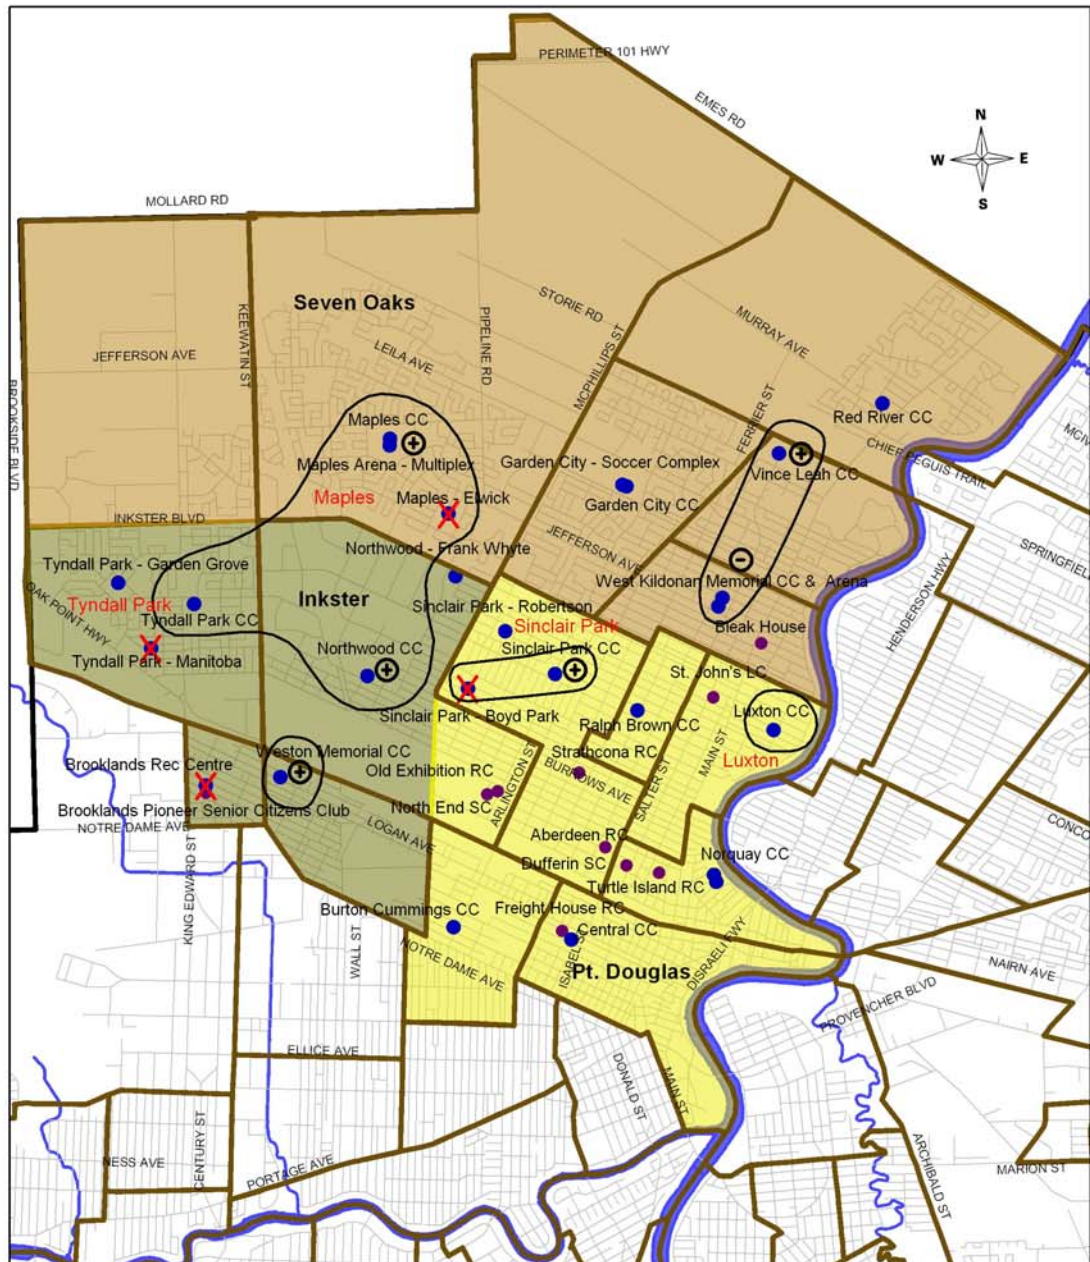 PERIMETER 101 HWY
EMES RD
N
W
E
S
MOLLARD RD
Seven Oaks
KEEWATIN ST
PIPELINE RD
STORIE RD
MCPHILLIPS ST
MURRAY AVE
JEFFERSON AVE
LEILA AVE
BROOKSIDE BLVD
FERRIER ST
Red River CC
Maples CC
CHIEF PEGUIS TRAIL
Maples Arena - Multiplex
Garden City - Soccer Complex
Vince Leah CC
Maples
Maples - Elwick
Garden City CC
INKSTER BLVD
JEFFERSON AVE
SPRINGFIEL
Northwood - Frank Whyte
HENDERSON HWY
Tyndall Park - Garden Grove
West Kildonan Memorial CC & Arena
OAK POINT HWY
Tyndall Park
Inkster
Sinclair Park - Robertson
Tyndall Park CC
Sinclair Park
Bleak House
Tyndall Park - Manitoba
Northwood CC
Sinclair Park CC
St. John's LC
Sinclair Park - Boyd Park
Ralph Brown CC
Luxton CC
MAIN ST
Weston Memorial CC
Strathcona RC
Brooklands Rec Centre
Old Exhibition RC
BURROWS AVE
Luxton
ARLINGTON ST
SALTER ST
Brooklands Pioneer Senior Citizens Club
North End SC
NOTRE DAME AVE
LOGAN AVE
Aberdeen RC
CONCO
Dufferin SC
Norquay CC
KING EDWARD ST
Turtle Island RC
Burton Cummings CC
Freight House RC
WALL ST
Central CC
NOTRE DAME AVE
ISABEL ST
DISRAELI FWY
Pt. Douglas
NAIRN AVE
PROVENCHER BLVD
ELLICE AVE
DONALD ST
MAIN ST
CENTURY ST
NESS AVE
PORTAGE AVE
ARCHIBALD ST
MARION ST